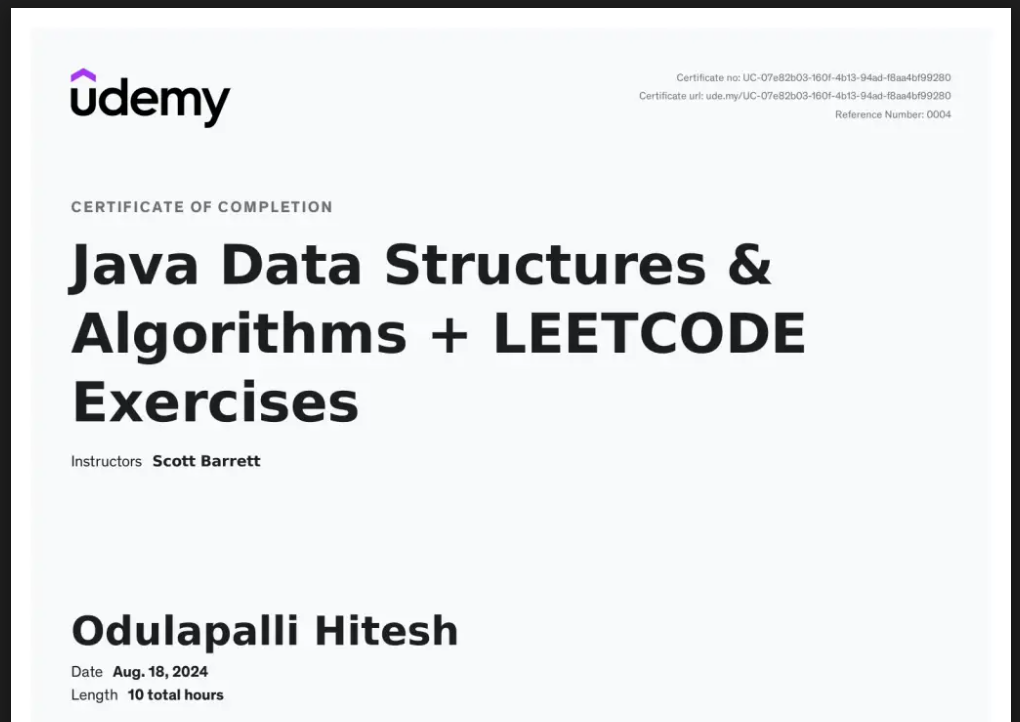 udemy
Certificate no: UC-07e82b03-160f-4b13-94ad-f8aa4bf99280
Certificate url: ude.my/UC-07e82b03-160f-4b13-94ad-f8aa4bf99280
Reference Number: 0004
CERTIFICATE OF COMPLETION
Java Data Structures &
Algorithms + LEETCODE
Exercises
Instructors Scott Barrett
Odulapalli Hitesh
Date Aug. 18, 2024
Length 10 total hours